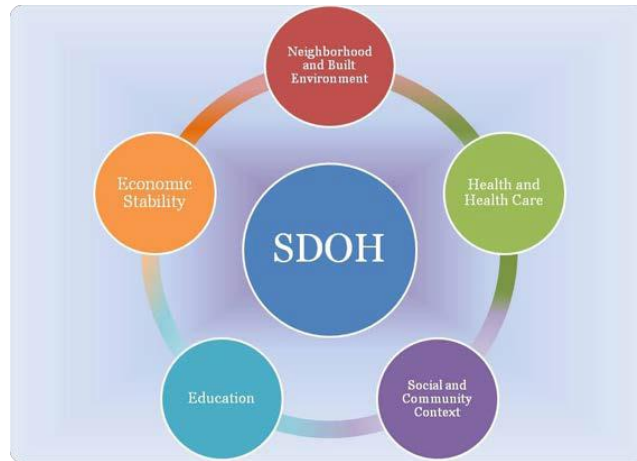 Neighborhood
and Built
Environment
Economic
Stability
Health and
Health Care
SDOH
Education
Social and
Community
Context